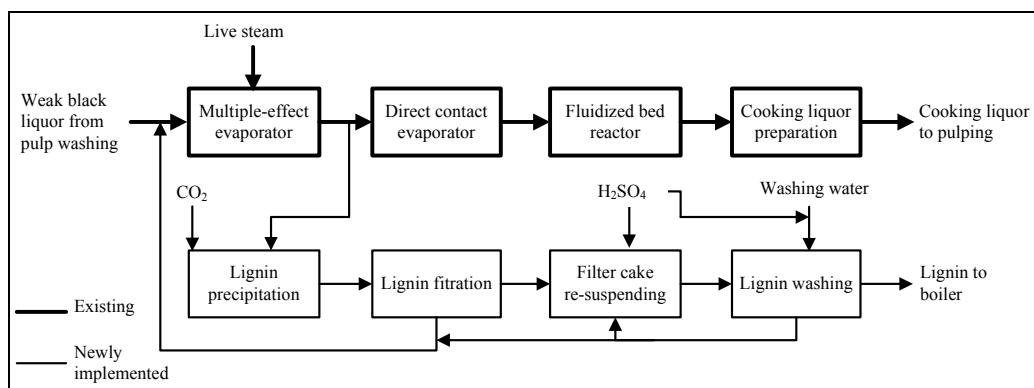 Live steam
Weak black
liquor from
pulp washing
Multiple-effect
evaporator
Direct contact
evaporator
Fluidized bed
reactor
Cooking liquor
preparation
Cooking liquor
to pulping
CO₂
H₂SO₄
Washing water
Lignin
precipitation
Lignin fitration
Filter cake
re-suspending
Lignin washing
Lignin to
boiler
Existing
Newly
implemented